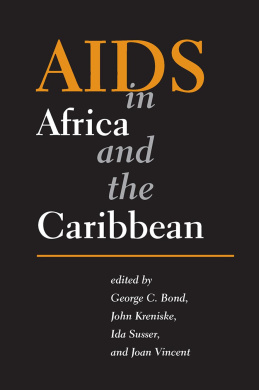 AIDS
in
Africa
and
the
Caribbean
edited by
George C. Bond,
John Kreniske,
Ida Susser,
and Joan Vincent